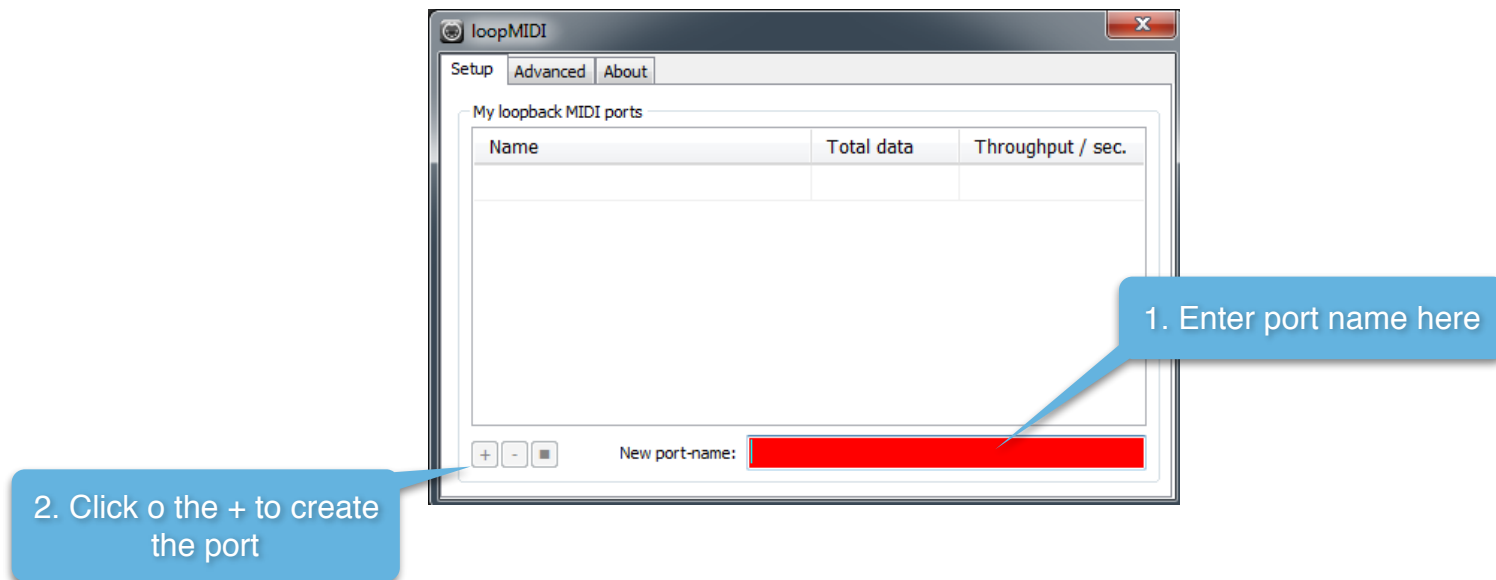 loopMIDI
Setup Advanced About
My loopback MIDI ports
Name Total data Throughput / sec.
1. Enter port name here
+ - ■ New port-name:
2. Click o the + to create
the port